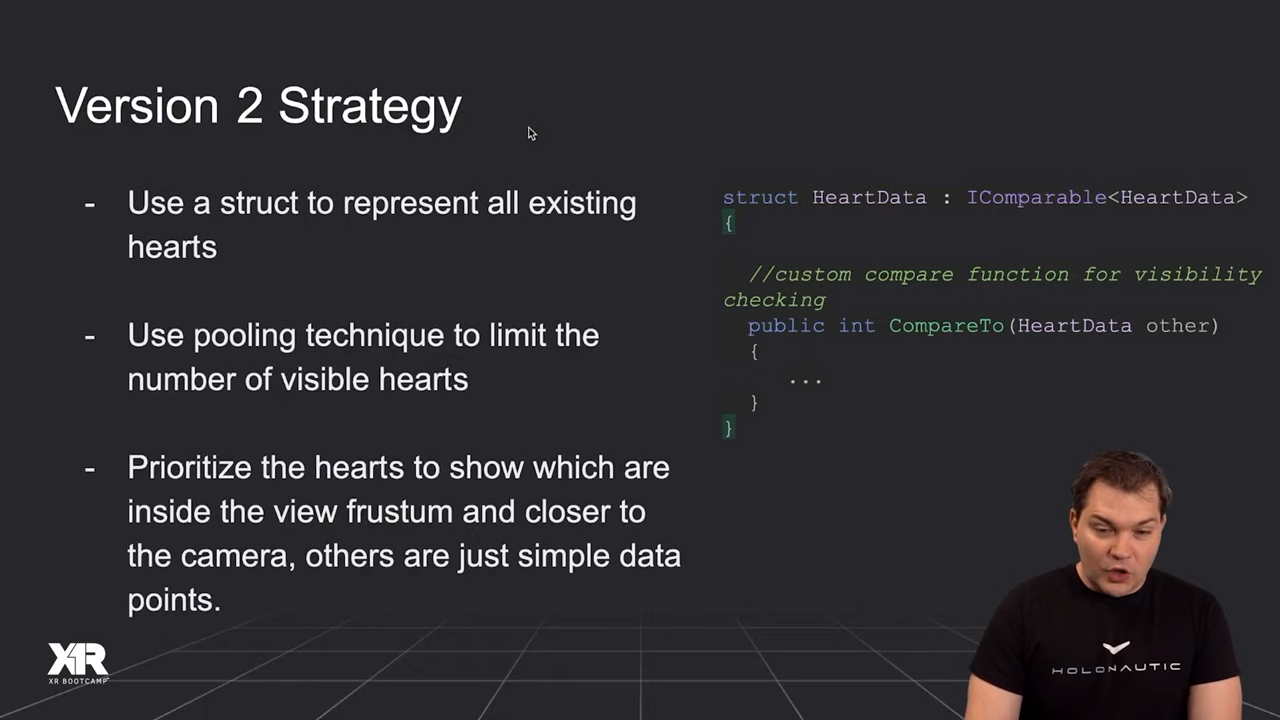 Version 2 Strategy
- Use a struct to represent all existing
hearts
- Use pooling technique to limit the
number of visible hearts
- Prioritize the hearts to show which are
inside the view frustum and closer to
the camera, others are just simple data
points.
struct HeartData : IComparable<HeartData>
{
//custom compare function for visibility
checking
public int CompareTo(HeartData other)
{
...
}
}
XR
XR BOOTCAMP
HOLONAUTIC